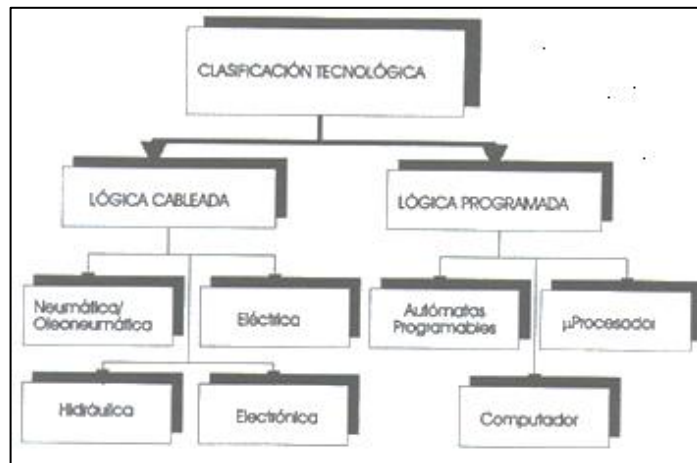 CLASIFICACIÓN TECNOLÓGICA
LÓGICA CABLEADA
LÓGICA PROGRAMADA
Neumática/
Oleoneumática
Eléctrica
Autómatas
Programables
µProcesador
Hidráulica
Electrónica
Computador